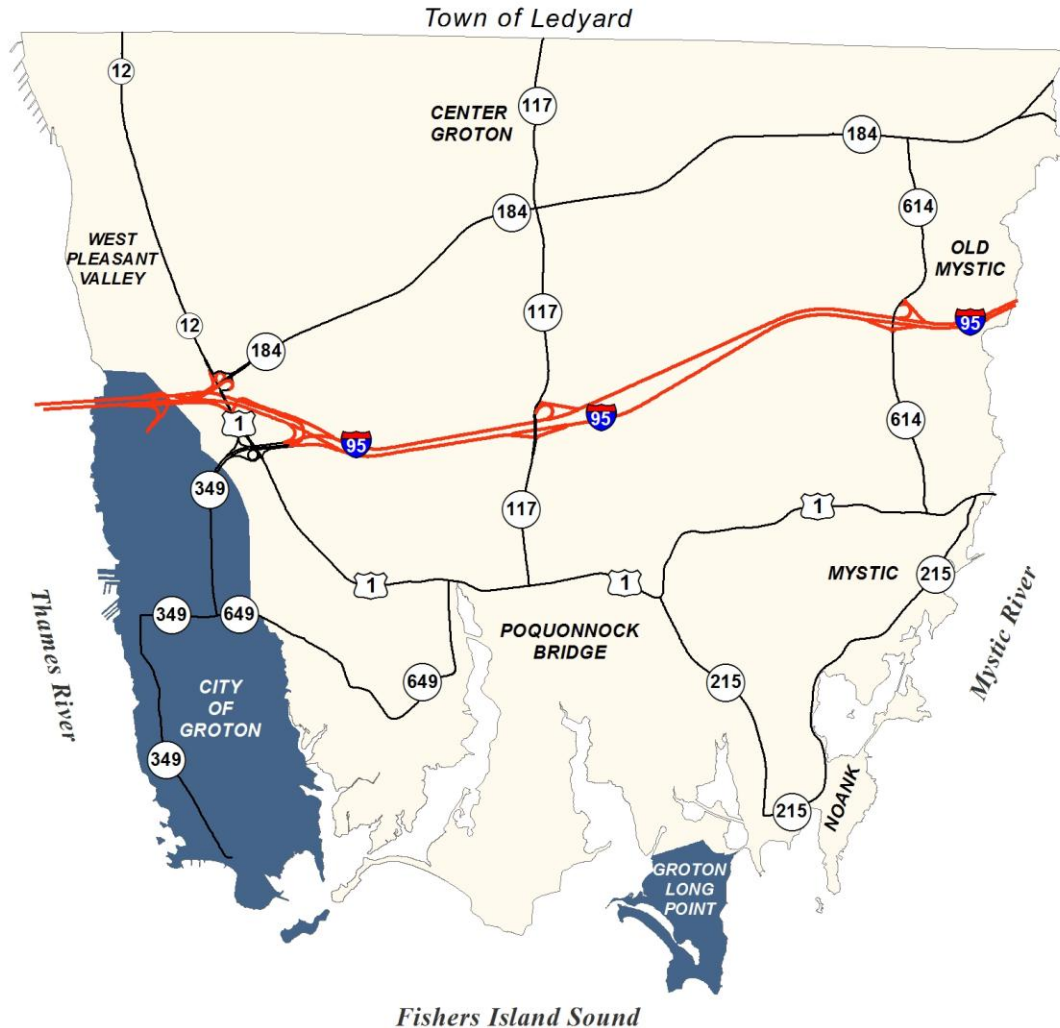 Town of Ledyard
12
117
CENTER
GROTON
184
184
614
WEST
PLEASANT
VALLEY
OLD
MYSTIC
12
117
184
95
1
95
95
614
349
117
1
1
1
MYSTIC
215
349
649
POQUONNOCK
BRIDGE
Thames River
Mystic River
649
215
CITY
OF
GROTON
349
215
NOANK
GROTON
LONG
POINT
Fishers Island Sound